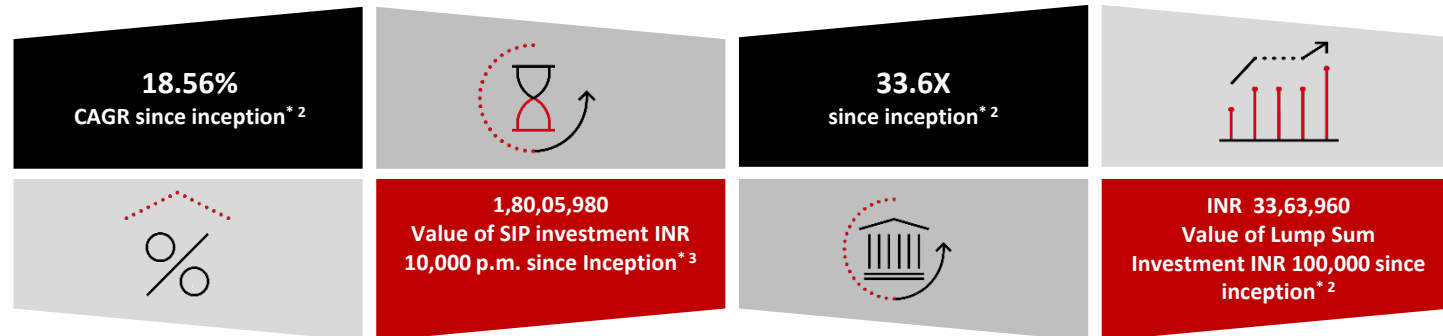 18.56%
CAGR since inception* 2
33.6X
since inception* 2
1,80,05,980
Value of SIP investment INR
10,000 p.m. since Inception* 3
INR 33,63,960
Value of Lump Sum
Investment INR 100,000 since
inception* 2